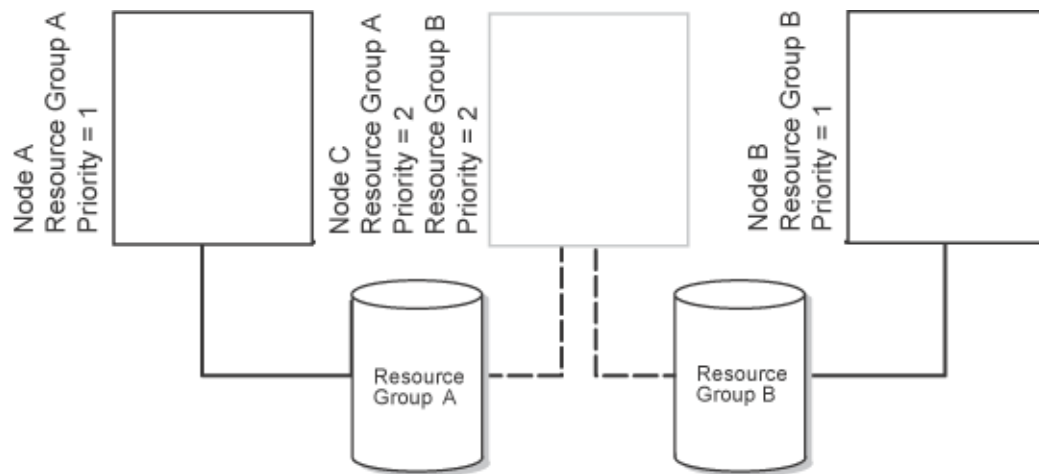 Node A
Resource Group A
Priority = 1
Node C
Resource Group A
Priority = 2
Resource Group B
Priority = 2
Node B
Resource Group B
Priority = 1
Resource
Group A
Resource
Group B